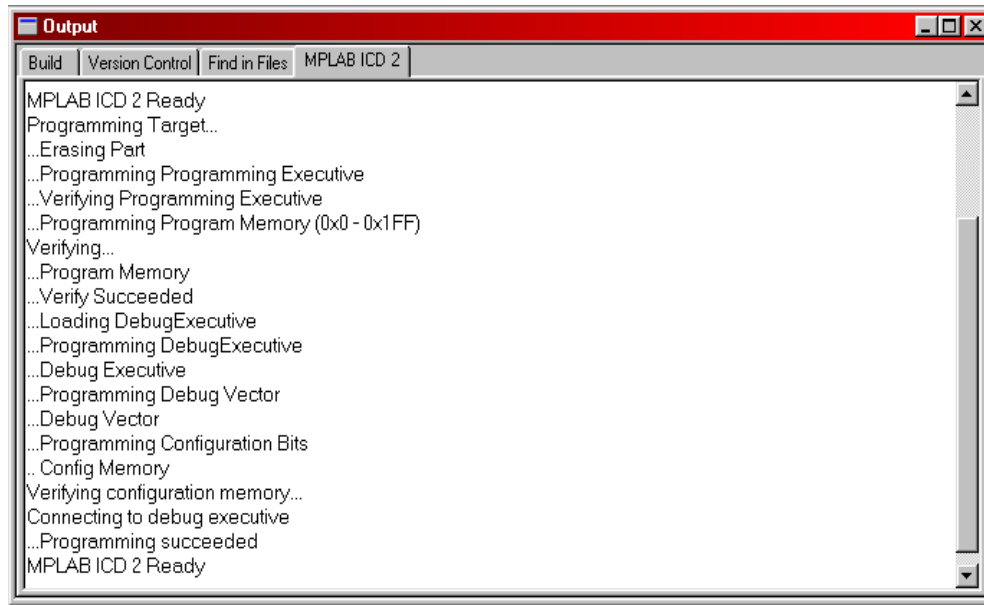 Output
Build Version Control Find in Files MPLAB ICD 2
MPLAB ICD 2 Ready
Programming Target...
...Erasing Part
...Programming Programming Executive
...Verifying Programming Executive
...Programming Program Memory (0x0 - 0x1FF)
Verifying...
...Program Memory
...Verify Succeeded
...Loading DebugExecutive
...Programming DebugExecutive
...Debug Executive
...Programming Debug Vector
...Debug Vector
...Programming Configuration Bits
.. Config Memory
Verifying configuration memory...
Connecting to debug executive
...Programming succeeded
MPLAB ICD 2 Ready